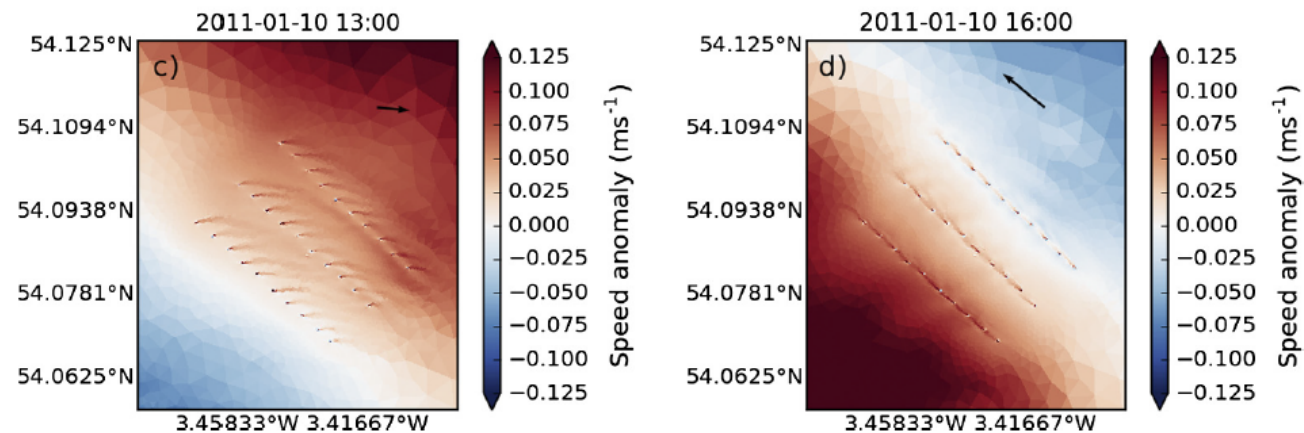 2011-01-10 13:00
54.125°N
54.1094°N
54.0938°N
54.0781°N
54.0625°N
c)
3.45833°W 3.41667°W
0.125
0.100
0.075
0.050
0.025
0.000
−0.025
−0.050
−0.075
−0.100
−0.125
Speed anomaly (ms⁻¹)
2011-01-10 16:00
54.125°N
54.1094°N
54.0938°N
54.0781°N
54.0625°N
d)
3.45833°W 3.41667°W
0.125
0.100
0.075
0.050
0.025
0.000
−0.025
−0.050
−0.075
−0.100
−0.125
Speed anomaly (ms⁻¹)